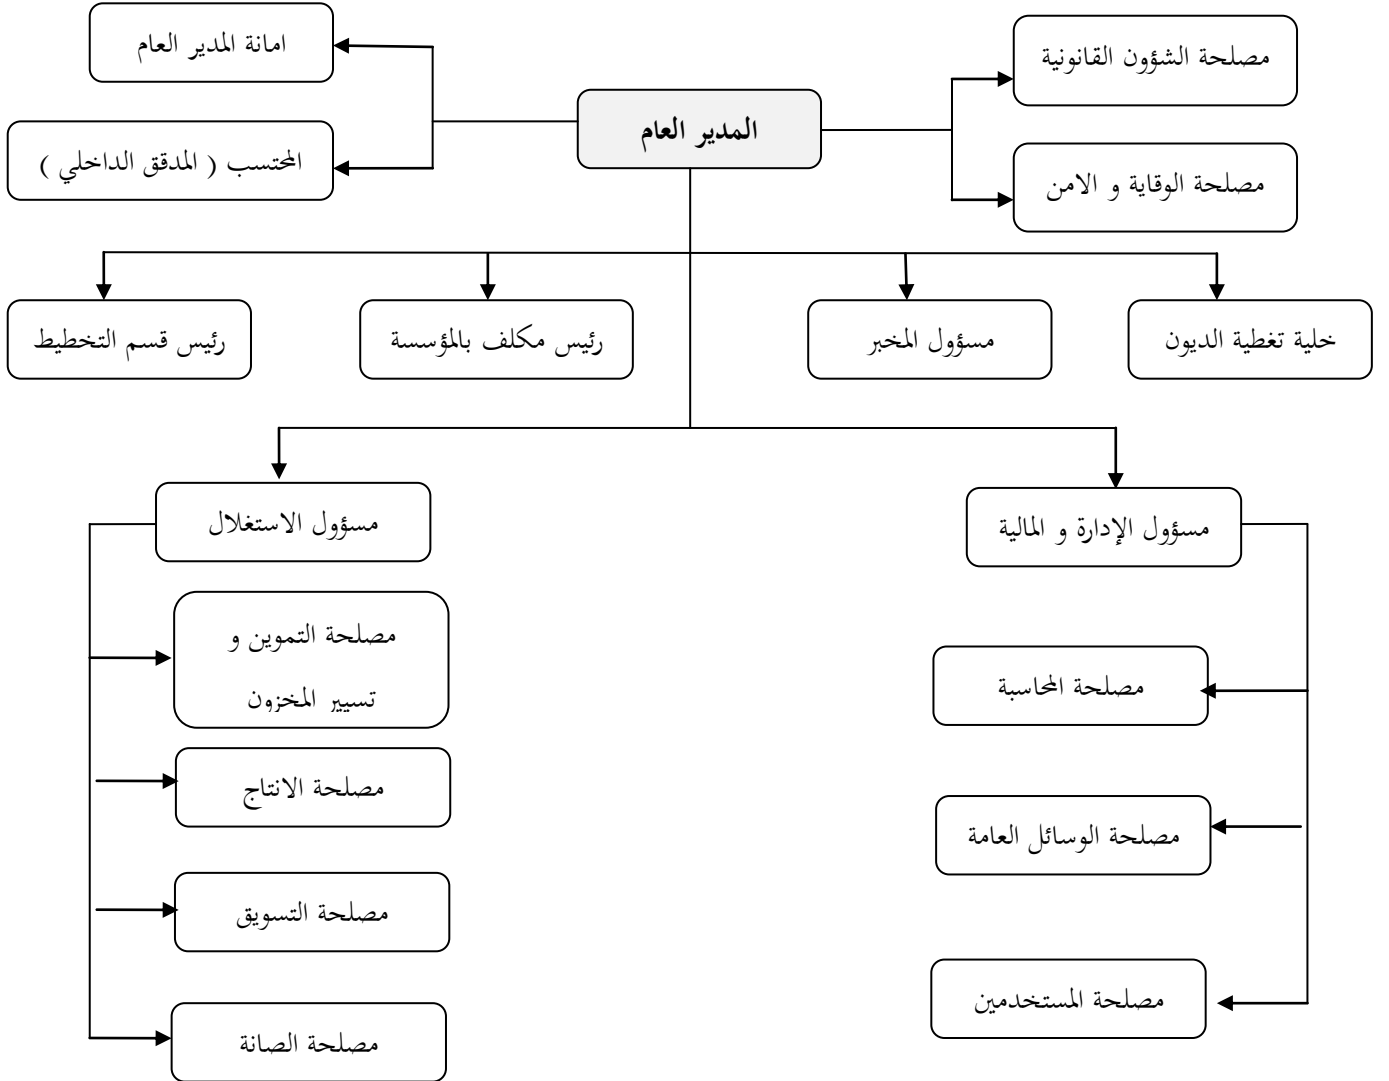 مصلحة الشؤون القانونية
امانة المدير العام
المدير العام
مصلحة الوقاية و الامن
المحتسب ( المدقق الداخلي )
خلية تغطية الديون
مسؤول المخبر
رئيس مكلف بالمؤسسة
رئيس قسم التخطيط
مسؤول الإدارة و المالية
مسؤول الاستغلال
مصلحة المحاسبة
مصلحة الوسائل العامة
مصلحة المستخدمين
مصلحة التموين و
تسيير المخزون
مصلحة الانتاج
مصلحة التسويق
مصلحة الصانة